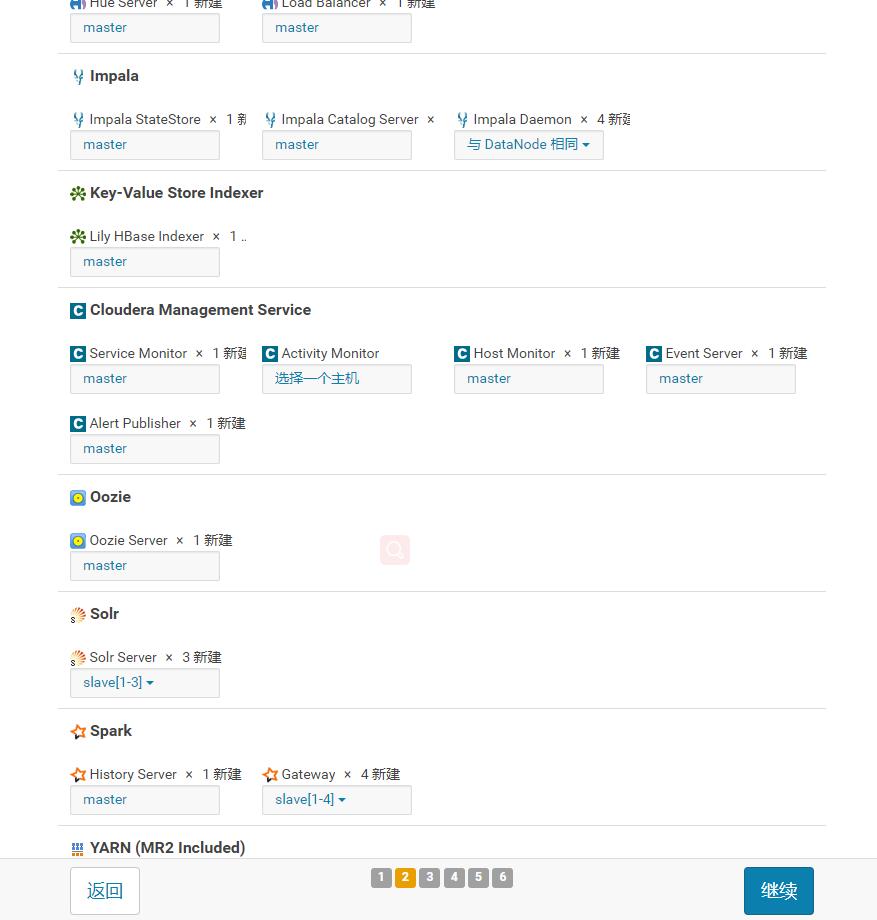 Hue Server × 1 新建 Load Balancer × 1 新建
master master
Impala
Impala StateStore × 1 新 Impala Catalog Server × Impala Daemon × 4 新建
master master 与 DataNode 相同
Key-Value Store Indexer
Lily HBase Indexer × 1 ..
master
Cloudera Management Service
Service Monitor × 1 新建 Activity Monitor Host Monitor × 1 新建 Event Server × 1 新建
master 选择一个主机 master master
Alert Publisher × 1 新建
master
Oozie
Oozie Server × 1 新建
master
Solr
Solr Server × 3 新建
slave[1-3]
Spark
History Server × 1 新建 Gateway × 4 新建
master slave[1-4]
YARN (MR2 Included)
返回 1 2 3 4 5 6 继续